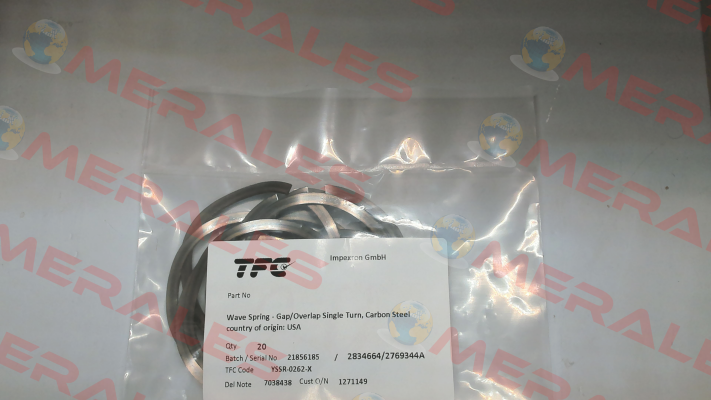 TFC
Impexron GmbH
Part No
Wave Spring - Gap/Overlap Single Turn, Carbon Steel
country of origin: USA
Qty 20
Batch / Serial No 21856185 / 2834664/2769344A
TFC Code YSSR-0262-X
Del Note 7038438 Cust O/N 1271149
MERALES
MERALES
MERALES
MERALES